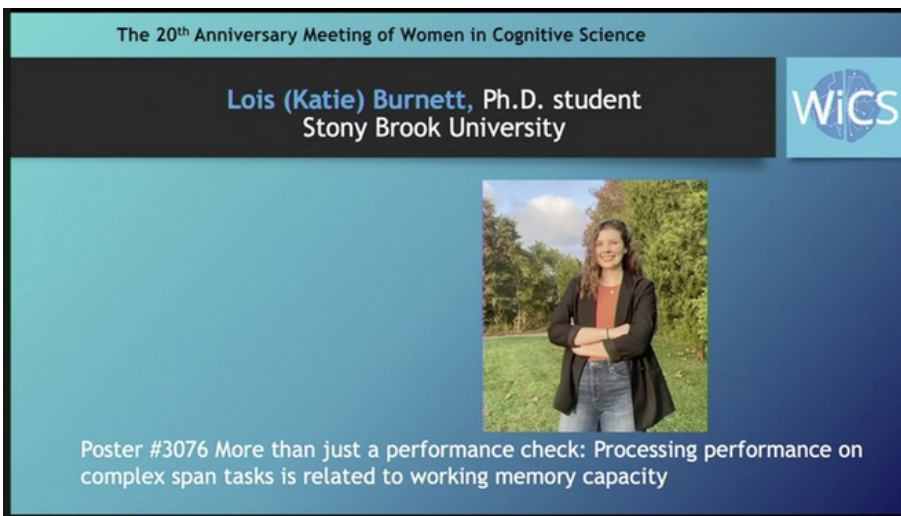 The 20th Anniversary Meeting of Women in Cognitive Science
Lois (Katie) Burnett, Ph.D. student
Stony Brook University
WiCS
Poster #3076 More than just a performance check: Processing performance on
complex span tasks is related to working memory capacity